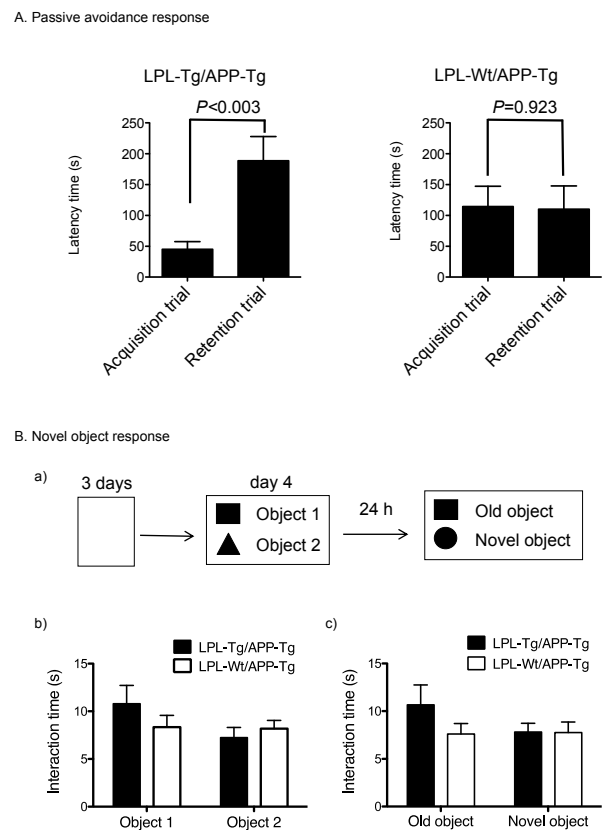 A. Passive avoidance response
LPL-Tg/APP-Tg
P<0.003
250
200
150
100
50
0
Latency time (s)
Acquisition trial
Retention trial
LPL-Wt/APP-Tg
P=0.923
250
200
150
100
50
0
Latency time (s)
Acquisition trial
Retention trial
B. Novel object response
a)
3 days
day 4
Object 1
Object 2
24 h
Old object
Novel object
b)
LPL-Tg/APP-Tg
LPL-Wt/APP-Tg
15
10
5
0
Interaction time (s)
Object 1
Object 2
c)
LPL-Tg/APP-Tg
LPL-Wt/APP-Tg
15
10
5
0
Interaction time (s)
Old object
Novel object